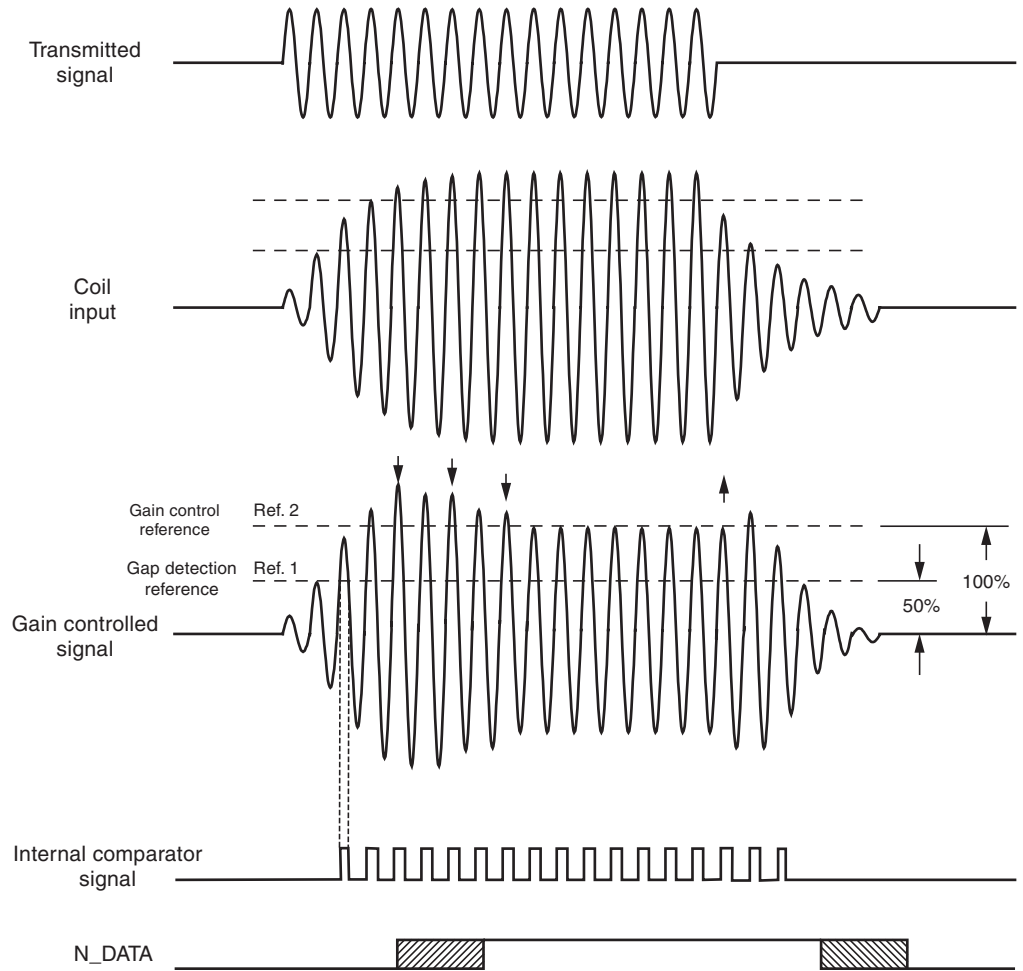 Transmitted
signal
Coil
input
Gain control
reference
Ref. 2
Gap detection
reference
Ref. 1
100%
50%
Gain controlled
signal
Internal comparator
signal
N_DATA